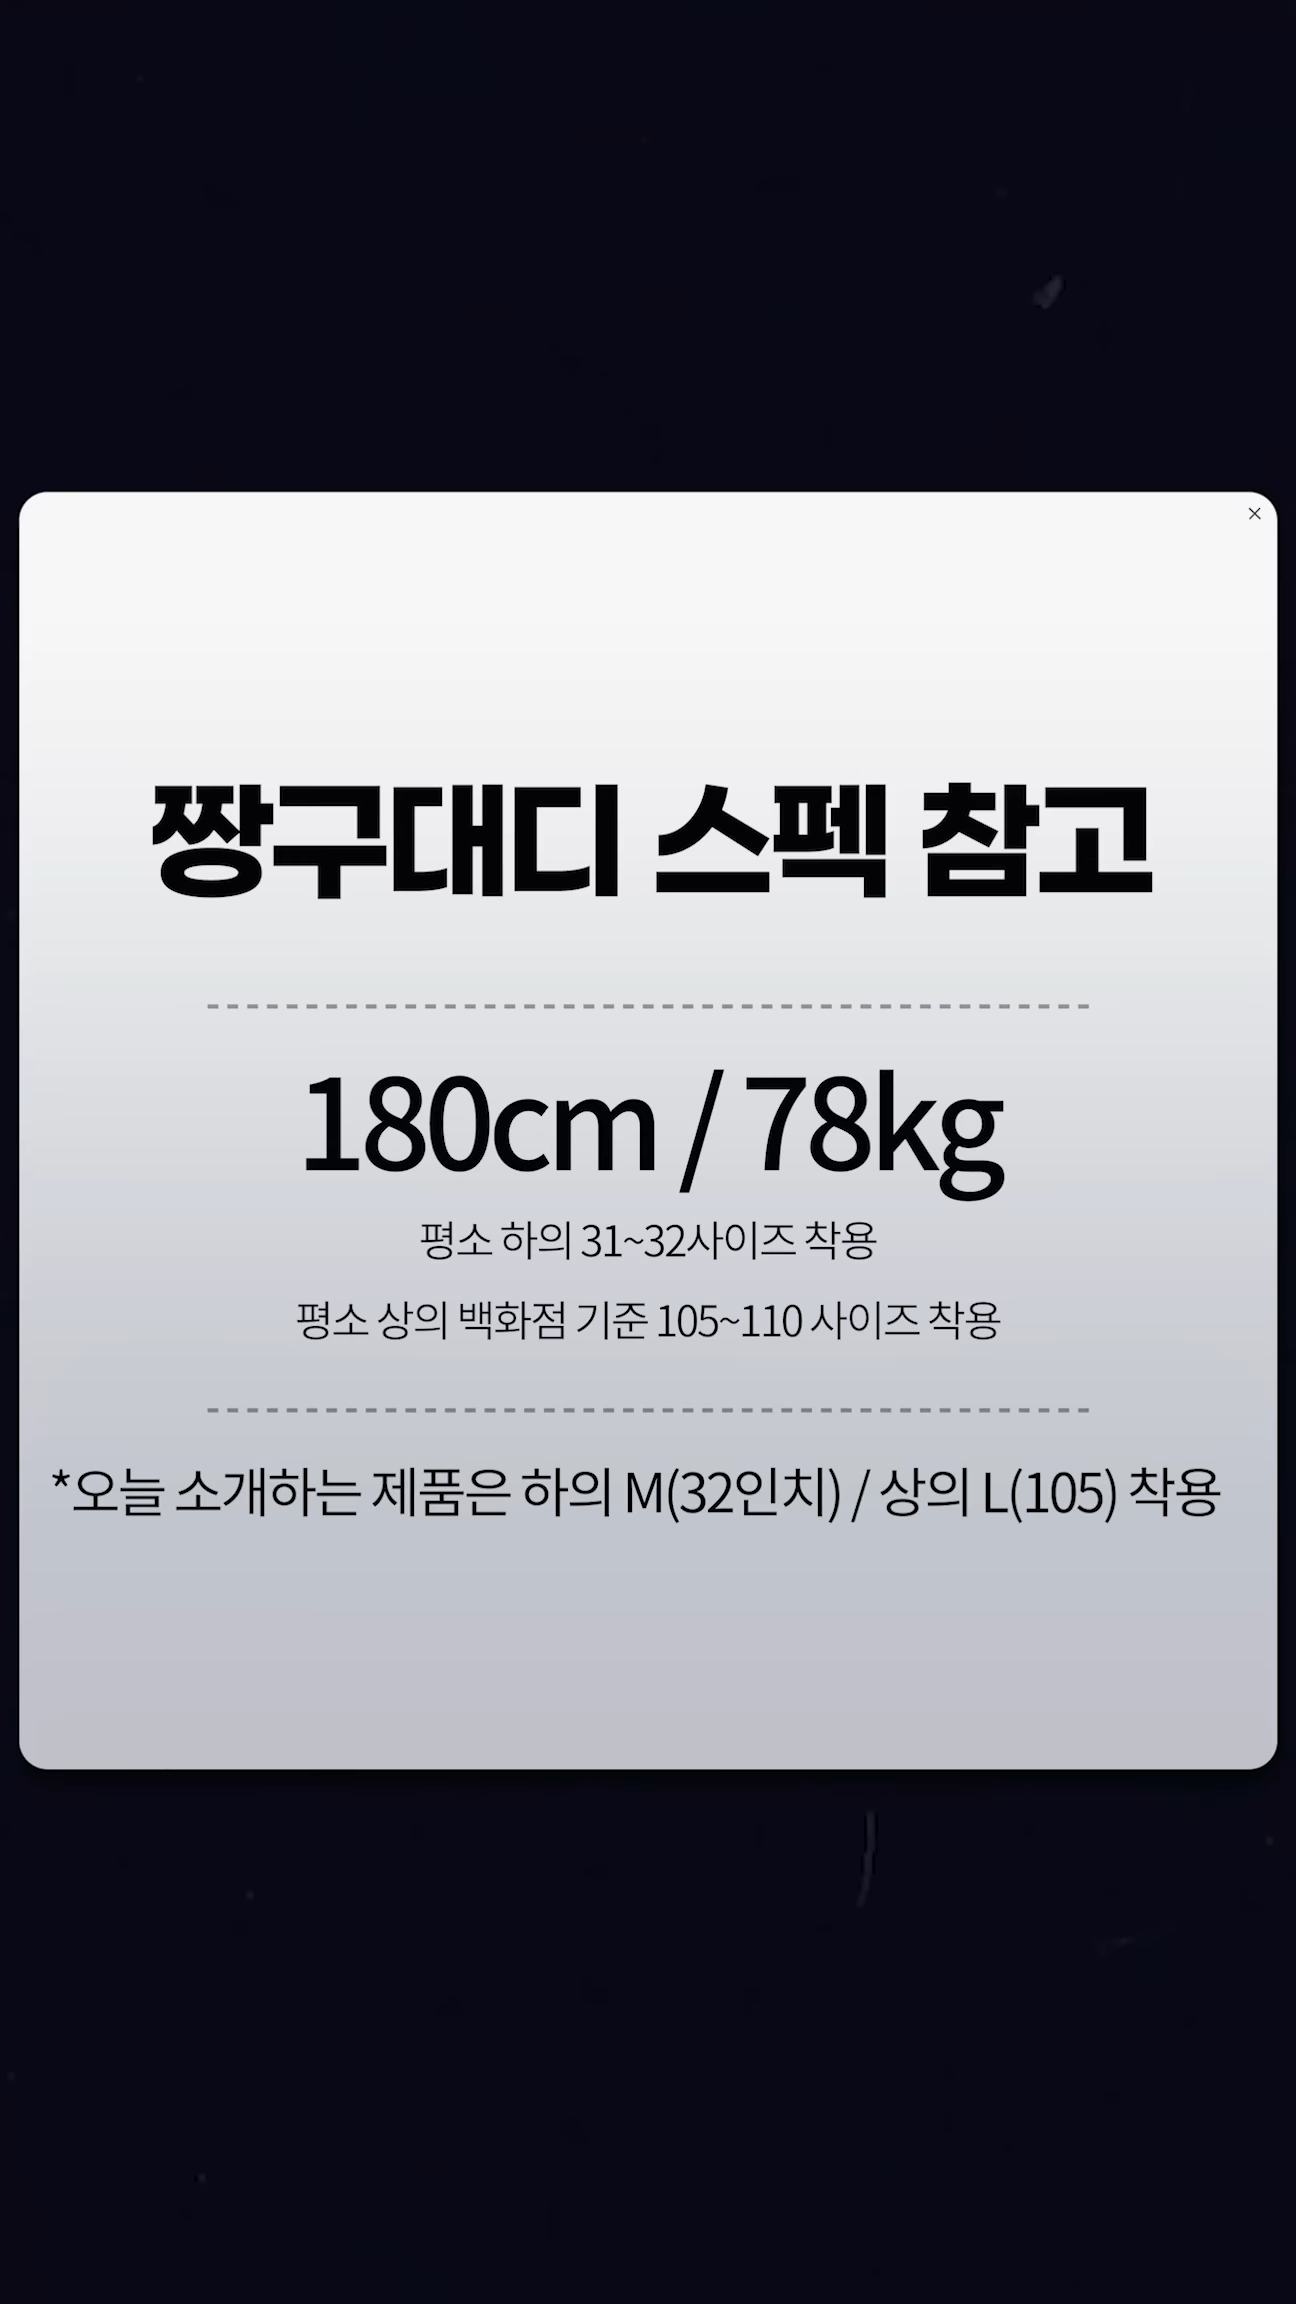 짱구대디 스펙 참고
180cm / 78kg
평소 하의 31~32사이즈 착용
평소 상의 백화점 기준 105~110 사이즈 착용
*오늘 소개하는 제품은 하의 M(32인치) / 상의 L(105) 착용